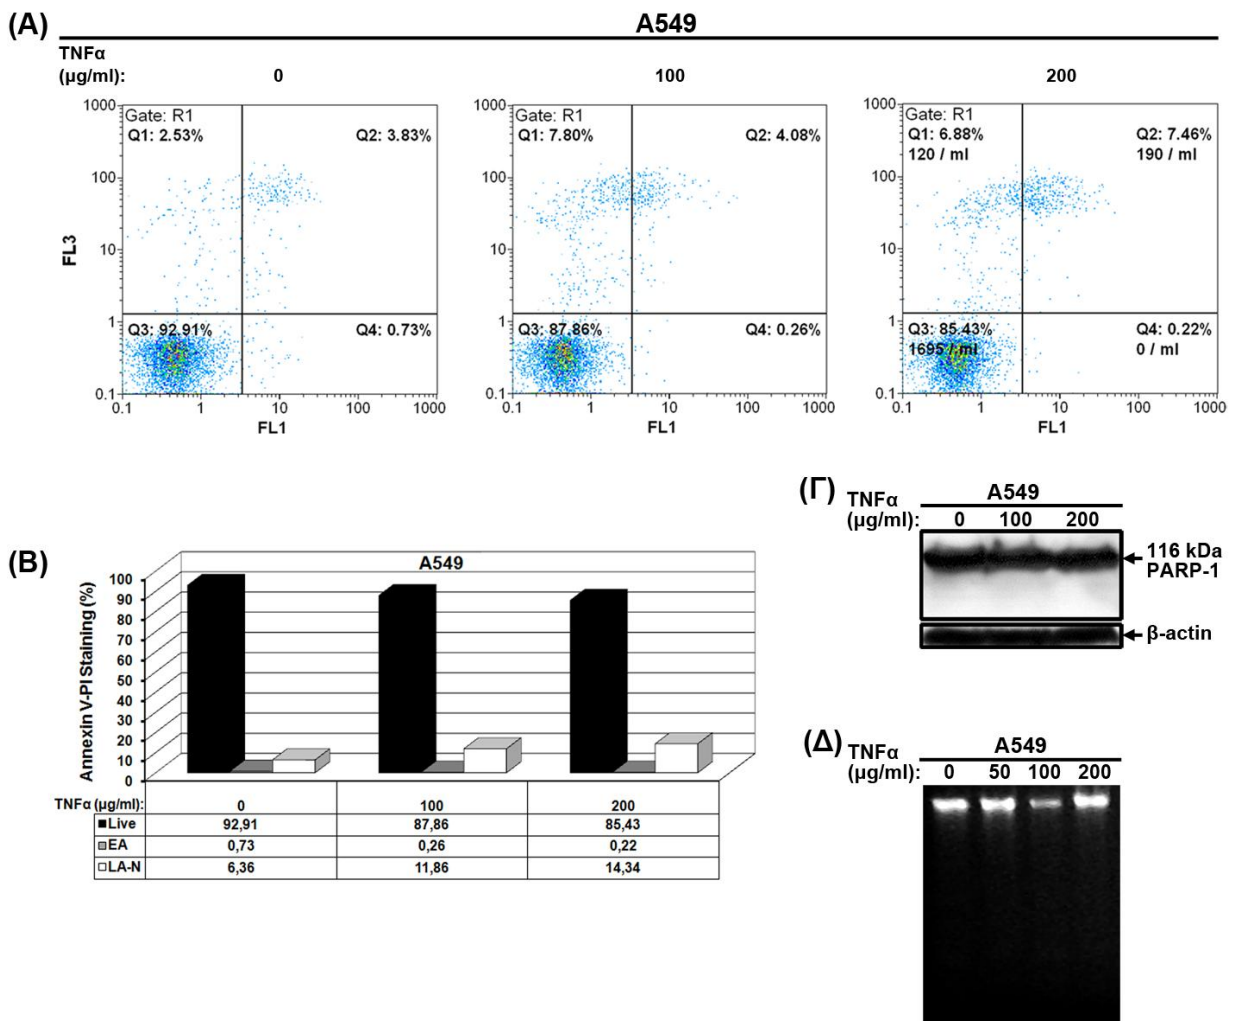 (A)
A549
TNFα
(μg/ml):
0
100
200
Gate: R1
Q1: 2.53%
Q2: 3.83%
Q3: 92.91%
Q4: 0.73%
1000
100
10
1
0.1
FL3
0.1
1
10
100
1000
FL1
Gate: R1
Q1: 7.80%
Q2: 4.08%
Q3: 87.86%
Q4: 0.26%
1000
100
10
1
0.1
0.1
1
10
100
1000
FL1
Gate: R1
Q1: 6.88%
120 / ml
Q2: 7.46%
190 / ml
Q3: 85.43%
1695 / ml
Q4: 0.22%
0 / ml
1000
100
10
1
0.1
0.1
1
10
100
1000
FL1
(B)
A549
Annexin V-PI Staining (%)
100
90
80
70
60
50
40
30
20
10
0
TNFα (μg/ml): 0 100 200
Live 92,91 87,86 85,43
EA 0,73 0,26 0,22
LA-N 6,36 11,86 14,34
(Γ)
A549
TNFα
(μg/ml): 0 100 200
116 kDa
PARP-1
β-actin
(Δ)
A549
TNFα
(μg/ml): 0 50 100 200